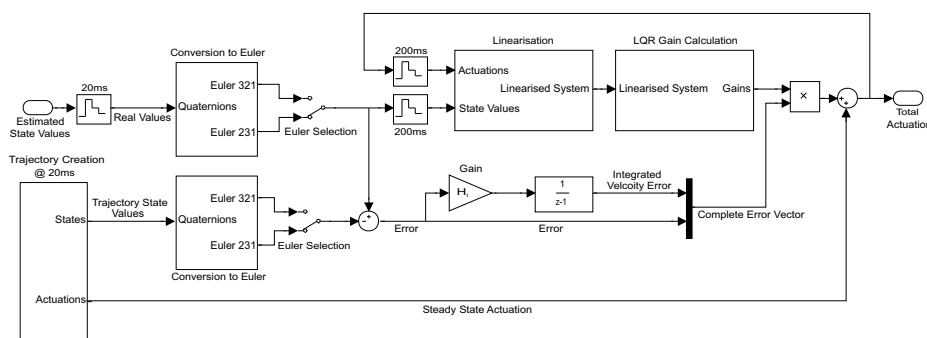 Linearisation
LQR Gain Calculation
Conversion to Euler
200ms
Actuations
20ms
Euler 321
Linearised System
Linearised System
Gains
Quaternions
State Values
×
+
+
Estimated
State Values
Real Values
Euler 231
Euler Selection
200ms
Total
Actuation
Trajectory Creation
@ 20ms
Gain
Integrated
Velcoity Error
Trajectory State
Values
Euler 321
H
1
z-1
States
Quaternions
+
-
Error
Error
Complete Error Vector
Euler 231
Euler Selection
Conversion to Euler
Actuations
Steady State Actuation